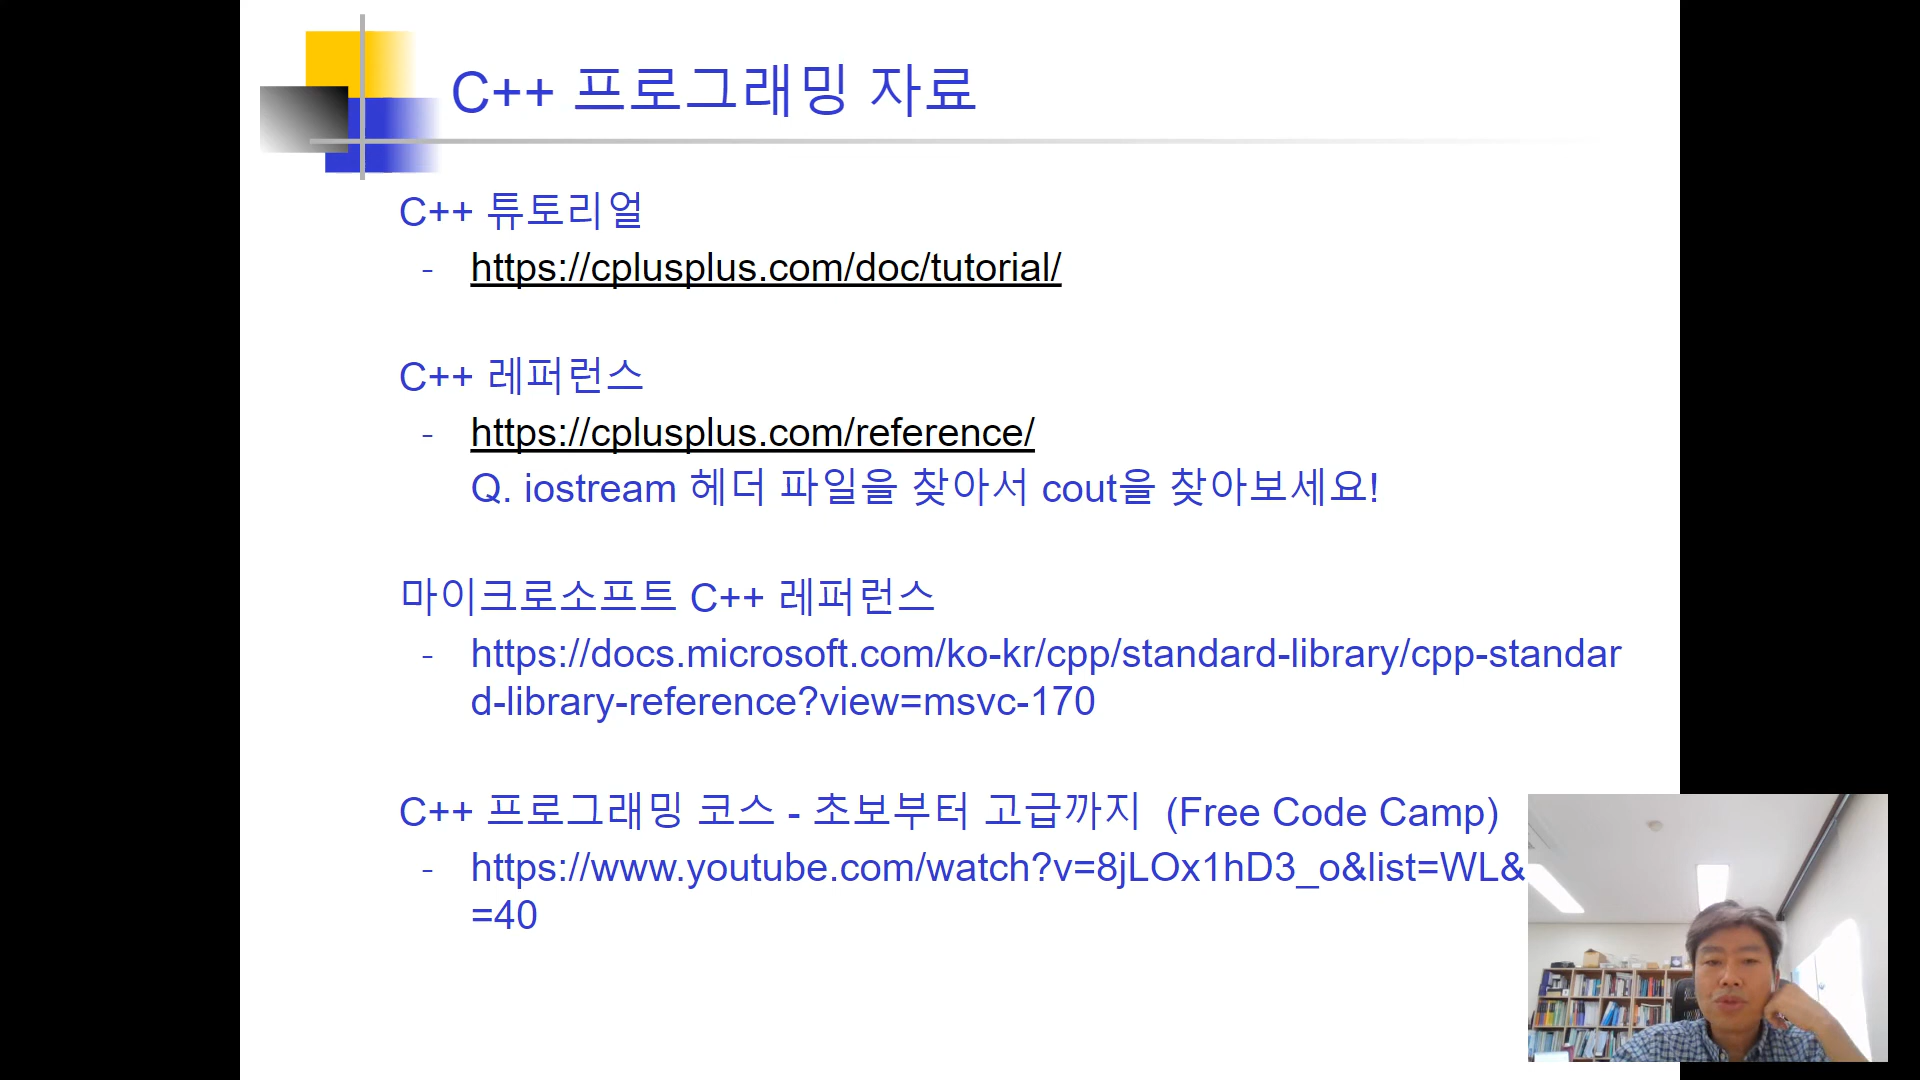 C++ 프로그래밍 자료
C++ 튜토리얼
- https://cplusplus.com/doc/tutorial/
C++ 레퍼런스
- https://cplusplus.com/reference/
Q. iostream 헤더 파일을 찾아서 cout을 찾아보세요!
마이크로소프트 C++ 레퍼런스
- https://docs.microsoft.com/ko-kr/cpp/standard-library/cpp-standar
d-library-reference?view=msvc-170
C++ 프로그래밍 코스 - 초보부터 고급까지 (Free Code Camp)
- https://www.youtube.com/watch?v=8jLOx1hD3_o&list=WL&
=40